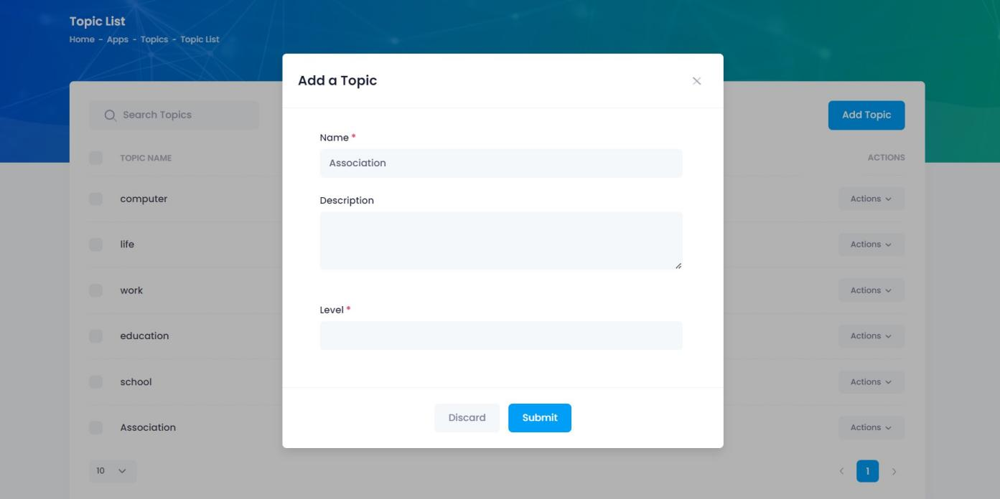 Topic List
Home - Apps - Topics - Topic List
Add a Topic
Search Topics
Add Topic
Name *
TOPIC NAME
ACTIONS
Association
computer
Actions
Description
life
Actions
work
Actions
Level *
education
Actions
school
Actions
Discard
Submit
Association
Actions
10
1